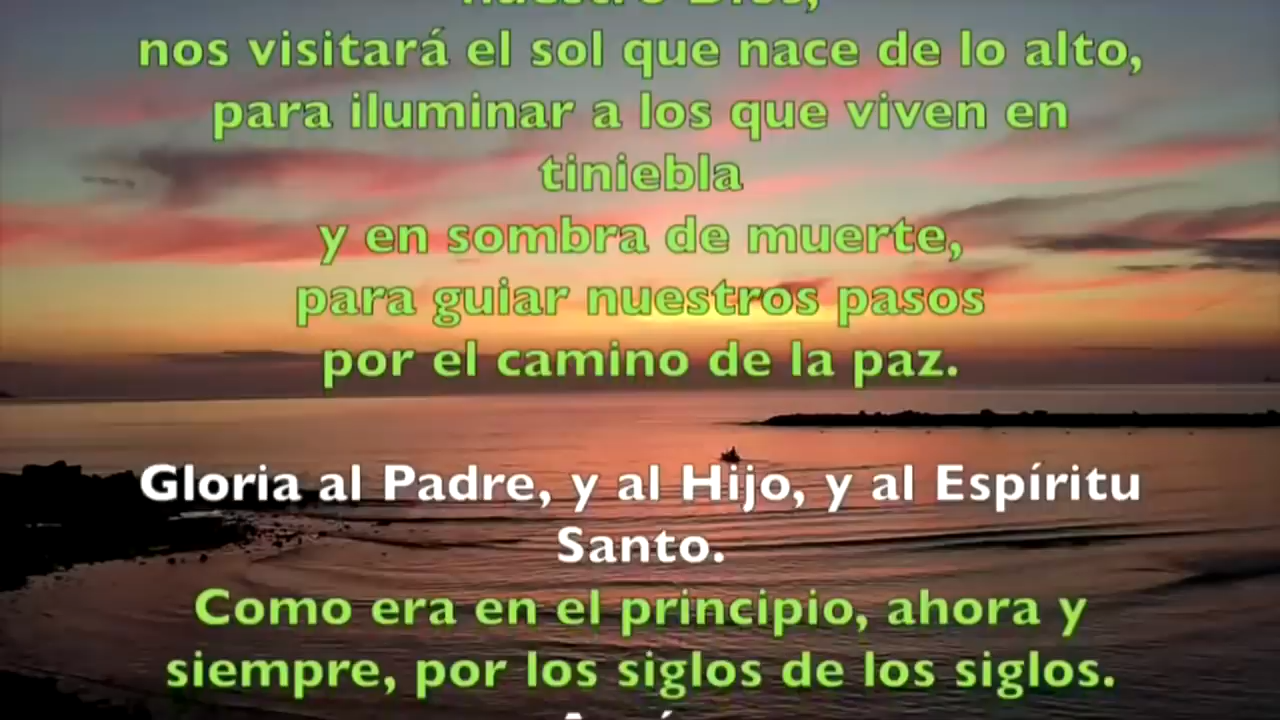 nuestro Dios,
nos visitará el sol que nace de lo alto,
para iluminar a los que viven en
tiniebla
y en sombra de muerte,
para guiar nuestros pasos
por el camino de la paz.
Gloria al Padre, y al Hijo, y al Espíritu
Santo.
Como era en el principio, ahora y
siempre, por los siglos de los siglos.